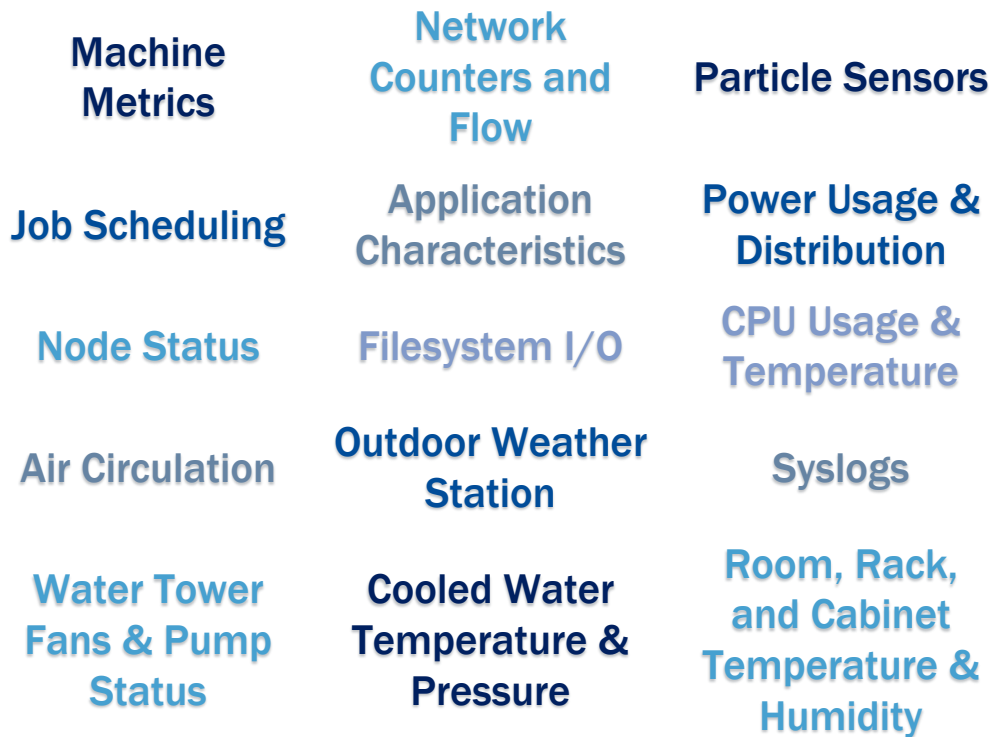 Machine
Metrics
Network
Counters and
Flow
Particle Sensors
Job Scheduling
Application
Characteristics
Power Usage &
Distribution
Node Status
Filesystem I/O
CPU Usage &
Temperature
Air Circulation
Outdoor Weather
Station
Syslogs
Water Tower
Fans & Pump
Status
Cooled Water
Temperature &
Pressure
Room, Rack,
and Cabinet
Temperature &
Humidity